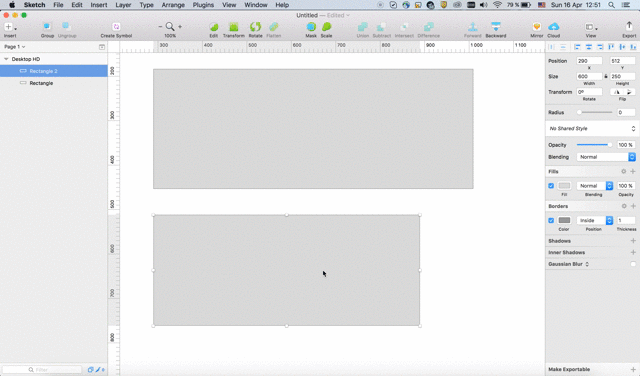 Sketch File Edit Insert Layer Type Arrange Plugins View Window Help 79 % Sun 16 Apr 12:51
Untitled — Edited
Insert Group Ungroup Create Symbol 100% Edit Transform Rotate Flatten Mask Scale Union Subtract Intersect Difference Forward Backward Mirror Cloud View Export
Page 1
300 400 500 600 700 800 900 1 000 1 100
Desktop HD
Rectangle 2
Rectangle
200
300
400
500
600
700
800
Filter
6
Position 290 512
X Y
Size 600 250
Width Height
Transform 0º
Rotate Flip
Radius 0
No Shared Style
Opacity 100 %
Blending Normal
Fills
Normal 100 %
Fill Blending Opacity
Borders
Inside 1
Color Position Thickness
Shadows
Inner Shadows
Gaussian Blur
Make Exportable